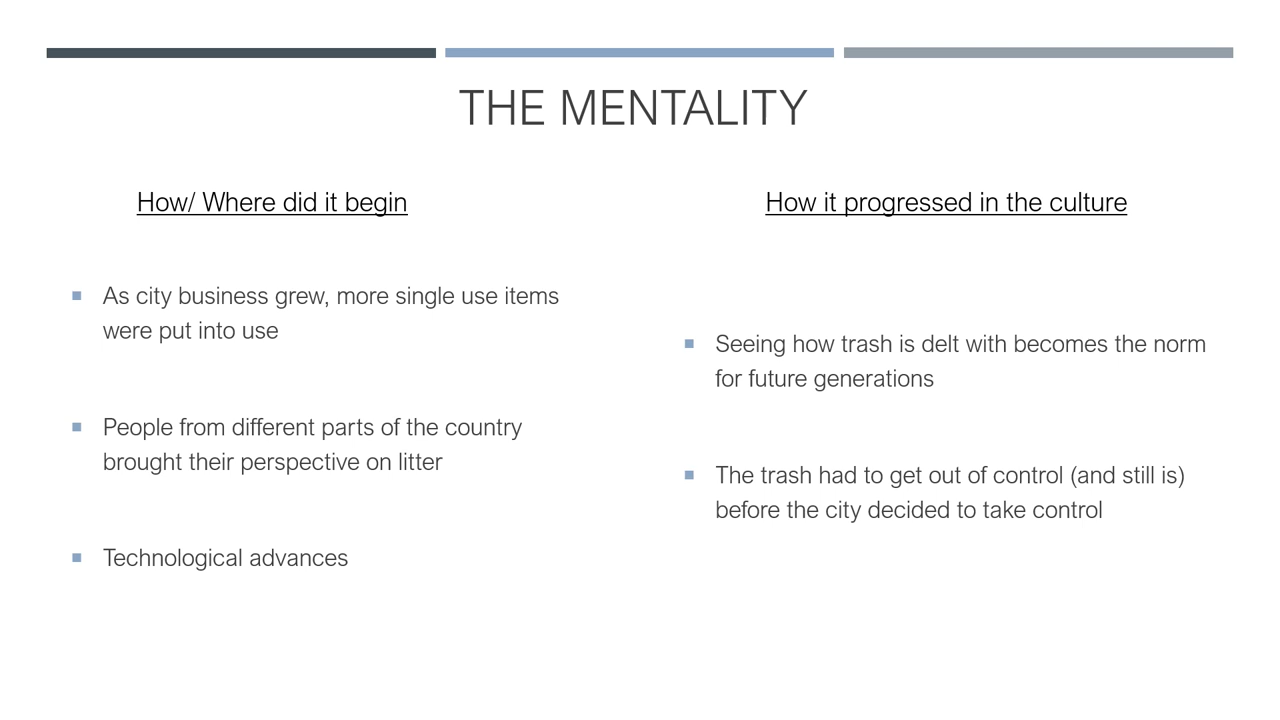 THE MENTALITY
How/ Where did it begin
As city business grew, more single use items
were put into use
People from different parts of the country
brought their perspective on litter
Technological advances
How it progressed in the culture
Seeing how trash is delt with becomes the norm
for future generations
The trash had to get out of control (and still is)
before the city decided to take control